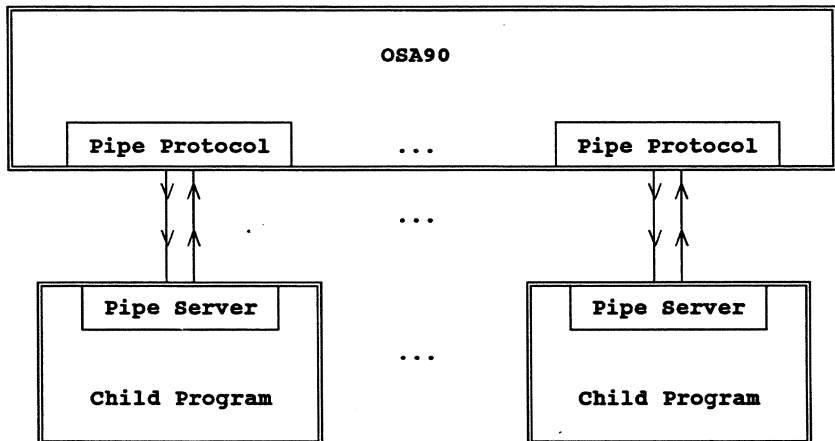 OSA90
Pipe Protocol ... Pipe Protocol
...
Pipe Server Pipe Server
...
Child Program Child Program